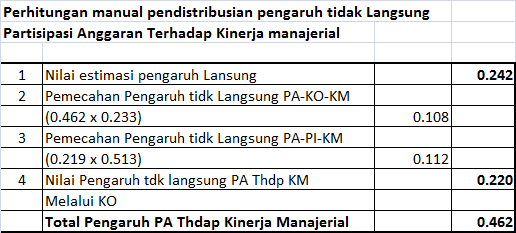 Perhitungan manual pendistribusian pengaruh tidak Langsung
Partisipasi Anggaran Terhadap Kinerja manajerial
1 Nilai estimasi pengaruh Lansung 0.242
2 Pemecahan Pengaruh tidk Langsung PA-KO-KM
(0.462 x 0.233) 0.108
3 Pemecahan Pengaruh tidk Langsung PA-PI-KM
(0.219 x 0.513) 0.112
4 Nilai Pengaruh tdk langsung PA Thdp KM 0.220
Melalui KO
Total Pengaruh PA Thdap Kinerja Manajerial 0.462